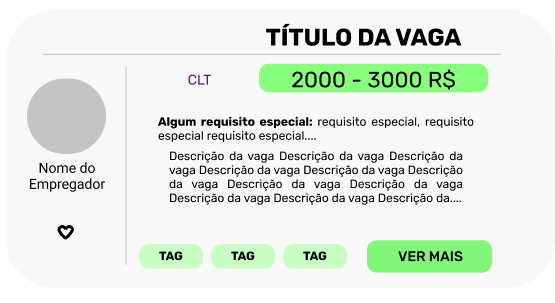 TÍTULO DA VAGA
CLT
2000 - 3000 R$
Algum requisito especial: requisito especial, requisito
especial requisito especial....
Descrição da vaga Descrição da vaga Descrição da
vaga Descrição da vaga Descrição da vaga Descrição
da vaga Descrição da vaga Descrição da vaga
Descrição da vaga Descrição da vaga Descrição da....
Nome do
Empregador
TAG
TAG
TAG
VER MAIS